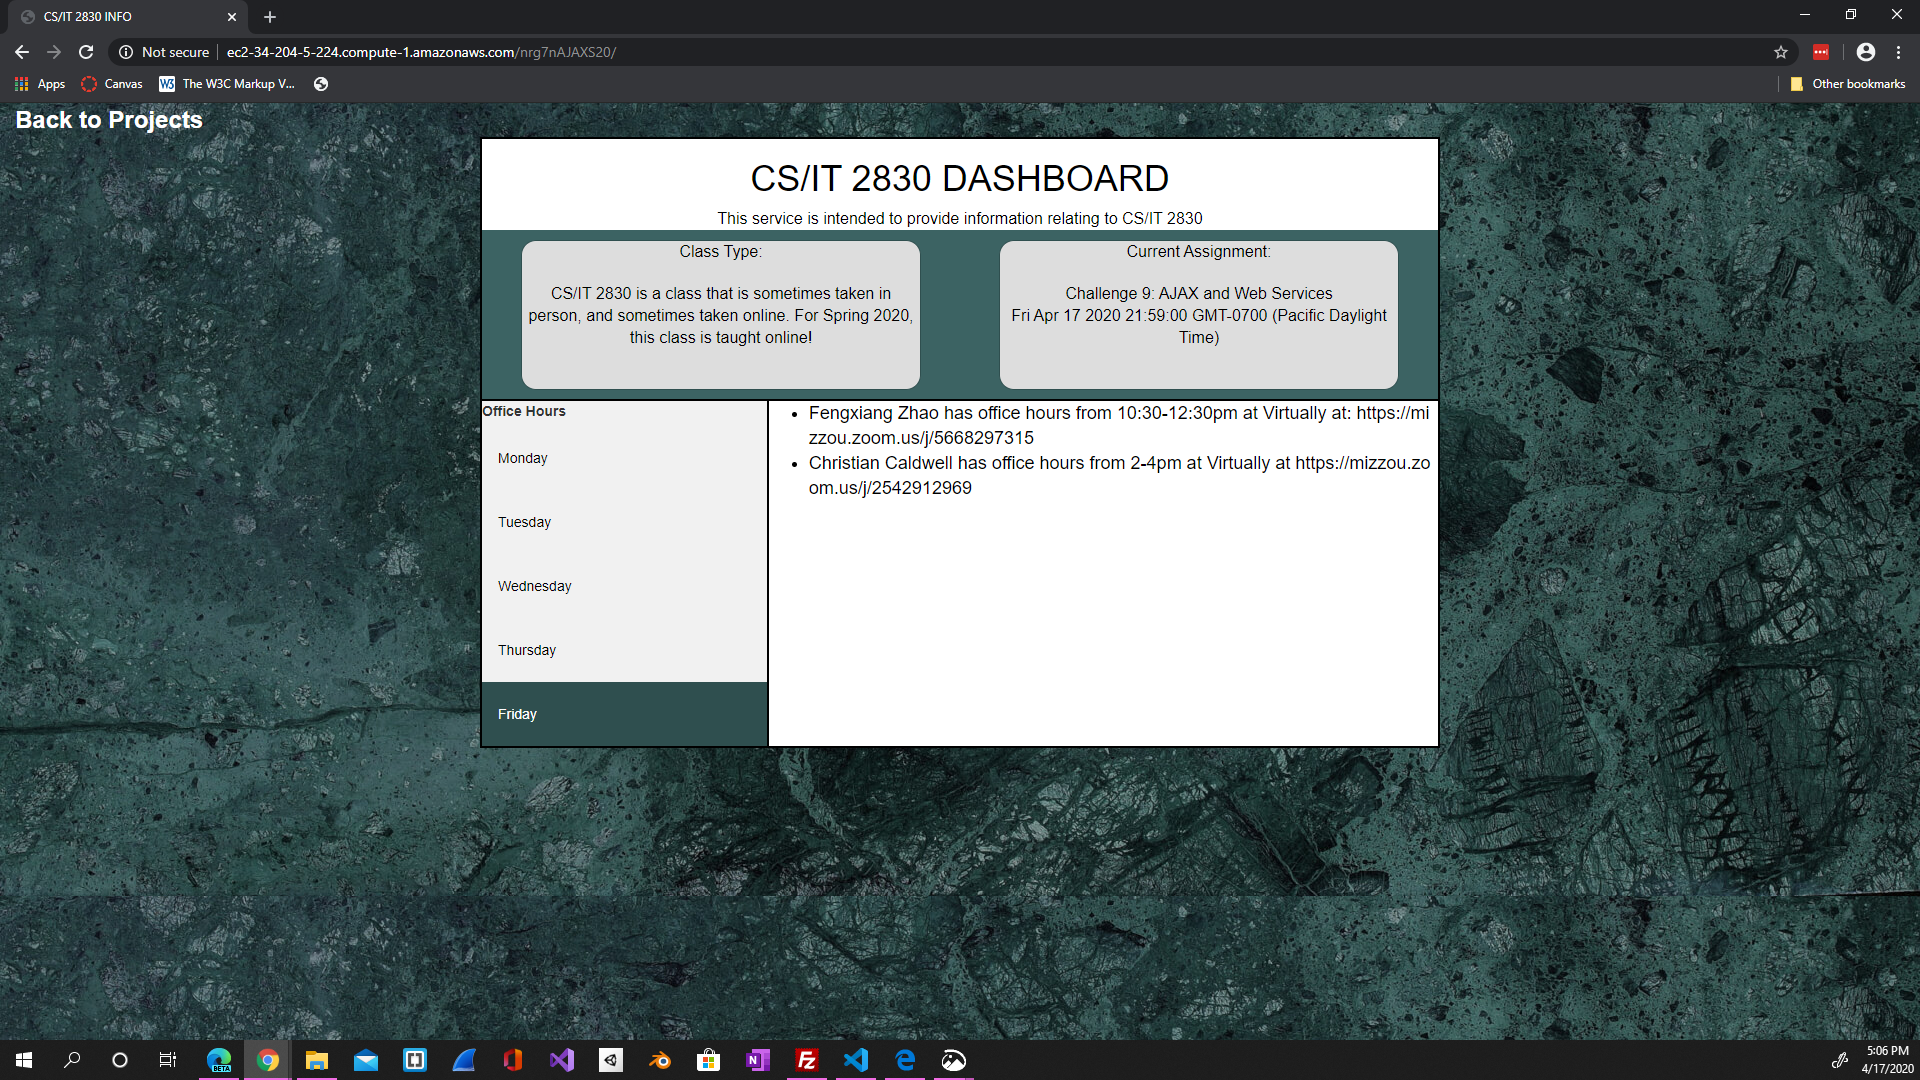 CS/IT 2830 INFO
Not secure
ec2-34-204-5-224.compute-1.amazonaws.com/nrg7nAJAXS20/
Apps
Canvas
W3
The W3C Markup V...
Other bookmarks
Back to Projects
CS/IT 2830 DASHBOARD
This service is intended to provide information relating to CS/IT 2830
Class Type:
CS/IT 2830 is a class that is sometimes taken in
person, and sometimes taken online. For Spring 2020,
this class is taught online!
Current Assignment:
Challenge 9: AJAX and Web Services
Fri Apr 17 2020 21:59:00 GMT-0700 (Pacific Daylight
Time)
Office Hours
Monday
Tuesday
Wednesday
Thursday
Friday
Fengxiang Zhao has office hours from 10:30-12:30pm at Virtually at: https://mi
zzou.zoom.us/j/5668297315
Christian Caldwell has office hours from 2-4pm at Virtually at https://mizzou.zo
om.us/j/2542912969
BETA
N
Fz
5:06 PM
4/17/2020